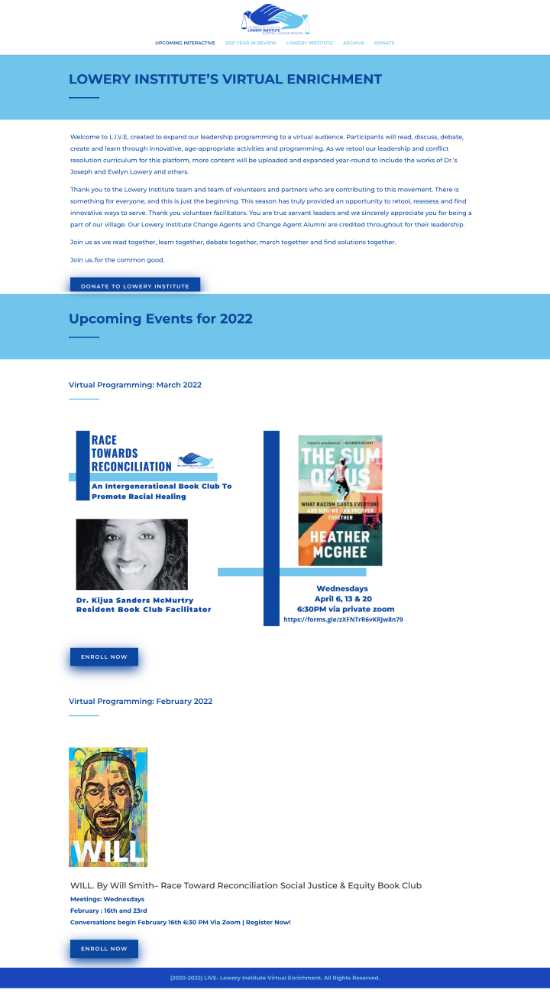 LOWERY INSTITUTE
UPCOMING INTERACTIVE
2021 YEAR IN REVIEW
LOWERY INSTITUTE
ARCHIVE
DONATE
LOWERY INSTITUTE'S VIRTUAL ENRICHMENT
Welcome to L.I.V.E, created to expand our leadership programming to a virtual audience. Participants will read, discuss, debate,
create and learn through innovative, age-appropriate activities and programming. As we retool our leadership and conflict
resolution curriculum for this platform, more content will be uploaded and expanded year-round to include the works of Dr.'s
Joseph and Evelyn Lowery and others.
Thank you to the Lowery Institute team and team of volunteers and partners who are contributing to this movement. There is
something for everyone, and this is just the beginning. This season has truly provided an opportunity to retool, reassess and find
innovative ways to serve. Thank you volunteer facilitators. You are true servant leaders and we sincerely appreciate you for being a
part of our village. Our Lowery Institute Change Agents and Change Agent Alumni are credited throughout for their leadership.
Join us as we read together, learn together, debate together, march together and find solutions together.
Join us for the common good.
DONATE TO LOWERY INSTITUTE
Upcoming Events for 2022
Virtual Programming: March 2022
RACE
TOWARDS
RECONCILIATION
An Intergenerational Book Club To
Promote Racial Healing
THE SUM
OF US
WHAT RACISM COSTS EVERYONE
AND HOW WE CAN PROSPER
TOGETHER
HEATHER
MCGHEE
Dr. Kijua Sanders McMurtry
Resident Book Club Facilitator
Wednesdays
April 6, 13 & 20
6:30PM via private zoom
ENROLL NOW
Virtual Programming: February 2022
WILL
WILL. By Will Smith– Race Toward Reconciliation Social Justice & Equity Book Club
Meetings: Wednesdays
February : 16th and 23rd
Conversations begin February 16th 6:30 PM Via Zoom | Register Now!
ENROLL NOW
(2020-2022) LIVE- Lowery Institute Virtual Enrichment. All Rights Reserved.